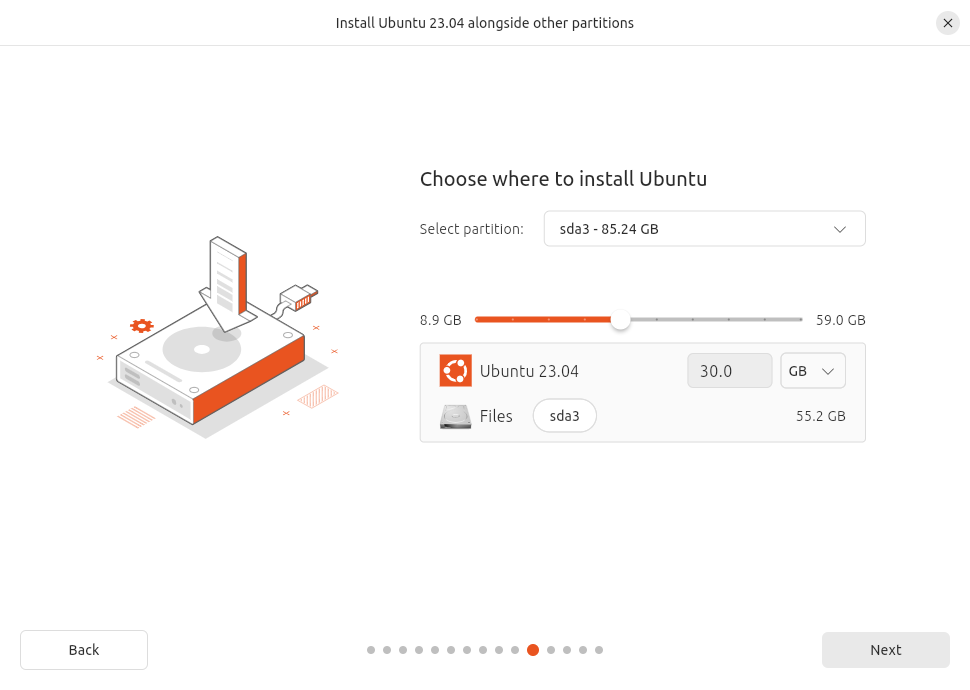 Install Ubuntu 23.04 alongside other partitions
Choose where to install Ubuntu
Select partition: sda3 - 85.24 GB
8.9 GB 59.0 GB
Ubuntu 23.04 30.0 GB
Files sda3 55.2 GB
Back Next